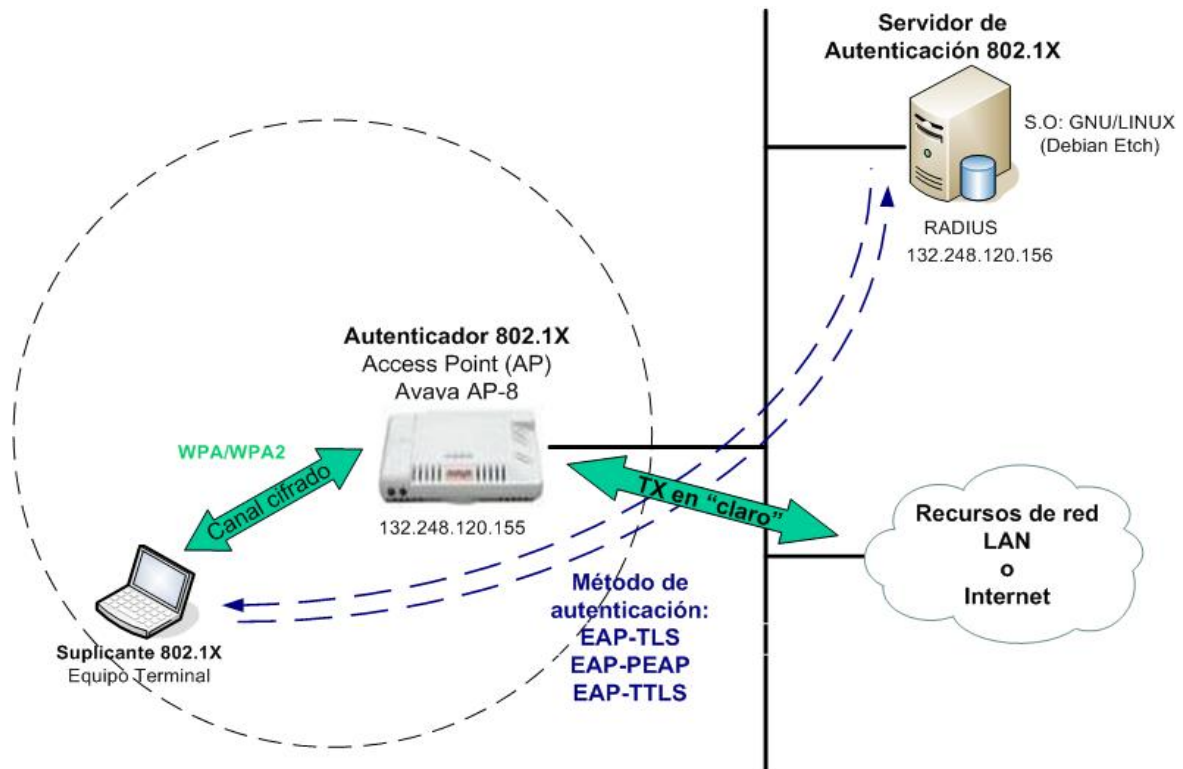 Servidor de
Autenticación 802.1X
S.O: GNU/LINUX
(Debian Etch)
RADIUS
132.248.120.156
Autenticador 802.1X
Access Point (AP)
Avava AP-8
WPA/WPA2
Canal cifrado
132.248.120.155
TX en "claro"
Recursos de red
LAN
o
Internet
Método de
autenticación:
EAP-TLS
EAP-PEAP
EAP-TTLS
Suplicante 802.1X
Equipo Terminal